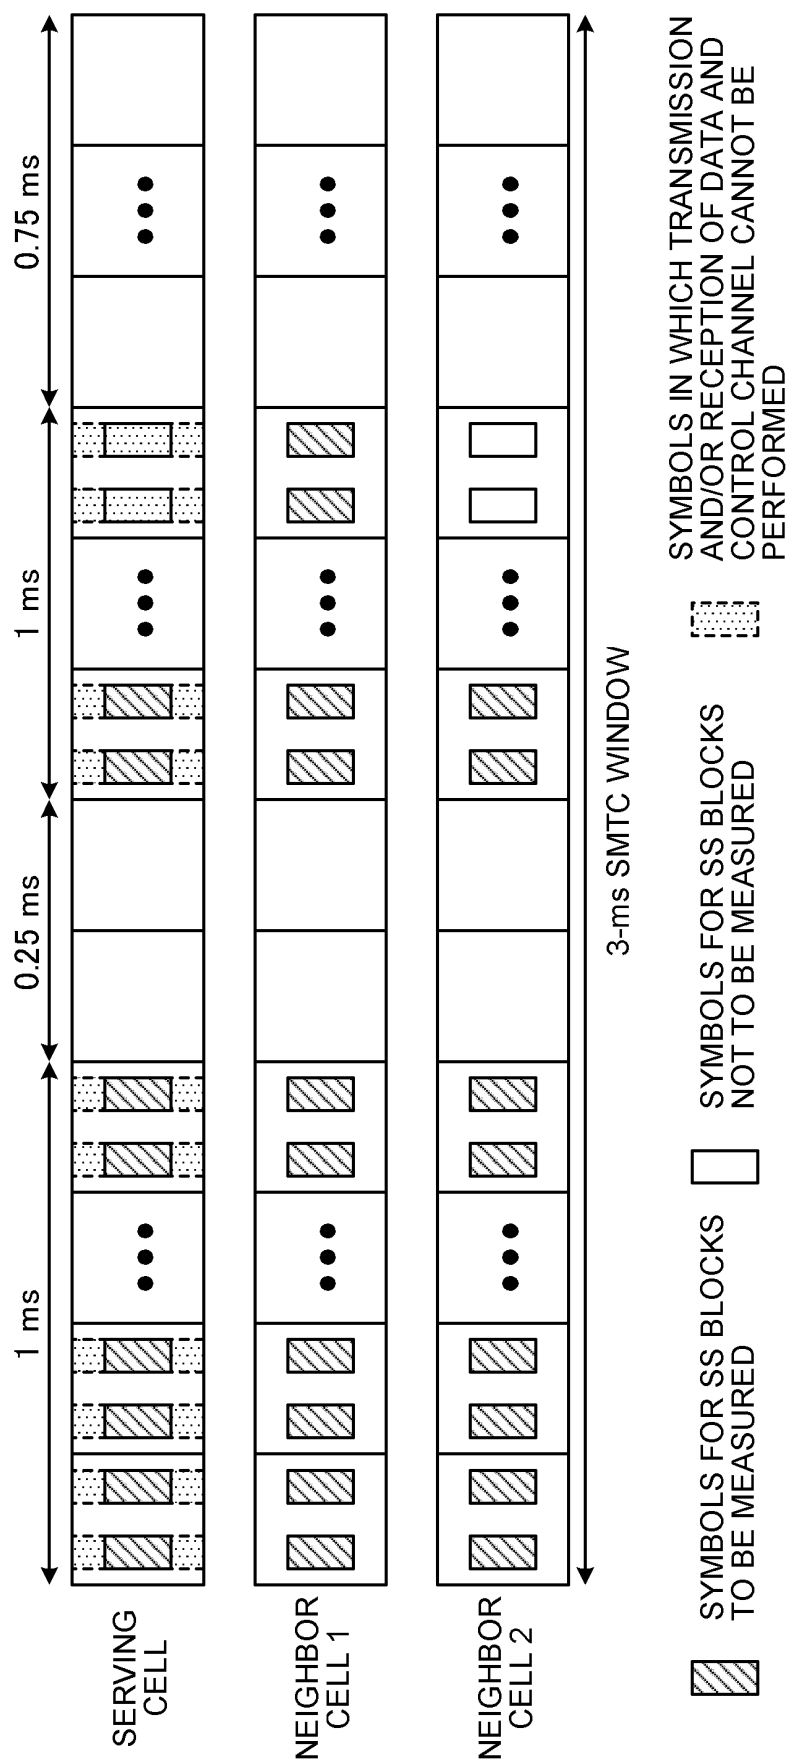 1 ms
0.25 ms
1 ms
0.75 ms
SERVING
CELL
NEIGHBOR
CELL 1
NEIGHBOR
CELL 2
3-ms SMTC WINDOW
SYMBOLS FOR SS BLOCKS
TO BE MEASURED
SYMBOLS FOR SS BLOCKS
NOT TO BE MEASURED
SYMBOLS IN WHICH TRANSMISSION
AND/OR RECEPTION OF DATA AND
CONTROL CHANNEL CANNOT BE
PERFORMED